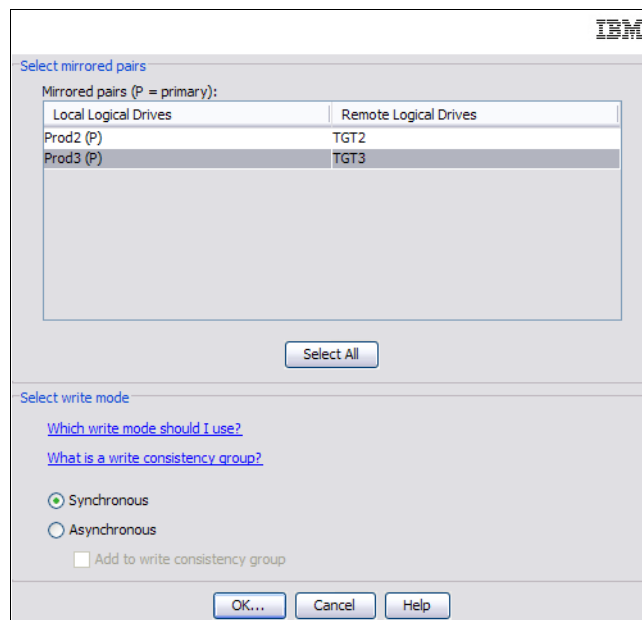 IBM
Select mirrored pairs
Mirrored pairs (P = primary):
Local Logical Drives Remote Logical Drives
Prod2 (P) TGT2
Prod3 (P) TGT3
Select All
Select write mode
Which write mode should I use?
What is a write consistency group?
Synchronous
Asynchronous
Add to write consistency group
OK... Cancel Help